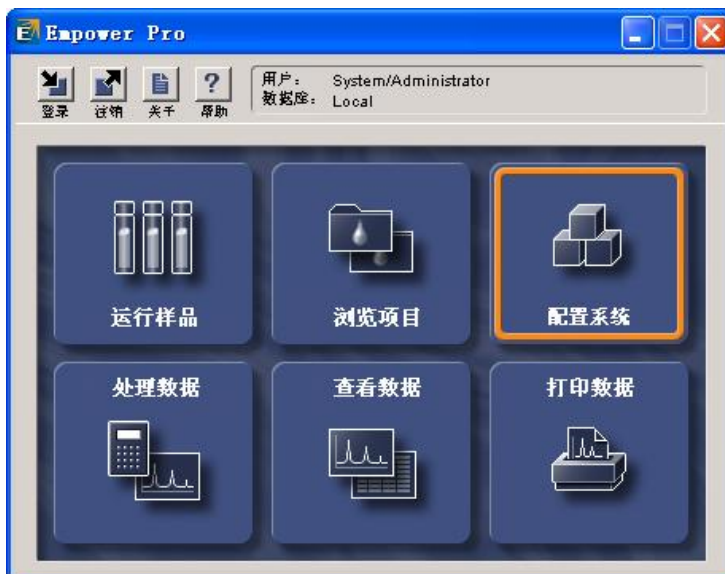 Empower Pro
登录 注销 关于 帮助
用户： System/Administrator
数据库： Local
运行样品 浏览项目 配置系统
处理数据 查看数据 打印数据